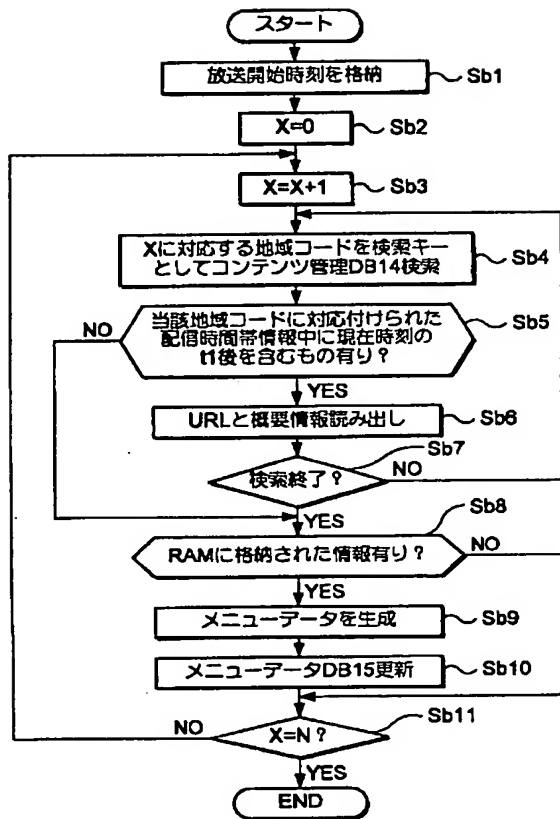 スタート
放送開始時刻を格納
Sb1
X=0
Sb2
X=X+1
Sb3
Xに対応する地域コードを検索キー
としてコンテンツ管理DB14検索
Sb4
NO
当該地域コードに対応付けられた
配信時間帯情報中に現在時刻の
t1後を含むもの有り？
Sb5
YES
URLと概要情報読み出し
Sb6
検索終了？
Sb7
NO
YES
RAMに格納された情報有り？
Sb8
NO
YES
メニューデータを生成
Sb9
メニューデータDB15更新
Sb10
NO
X=N？
Sb11
YES
END